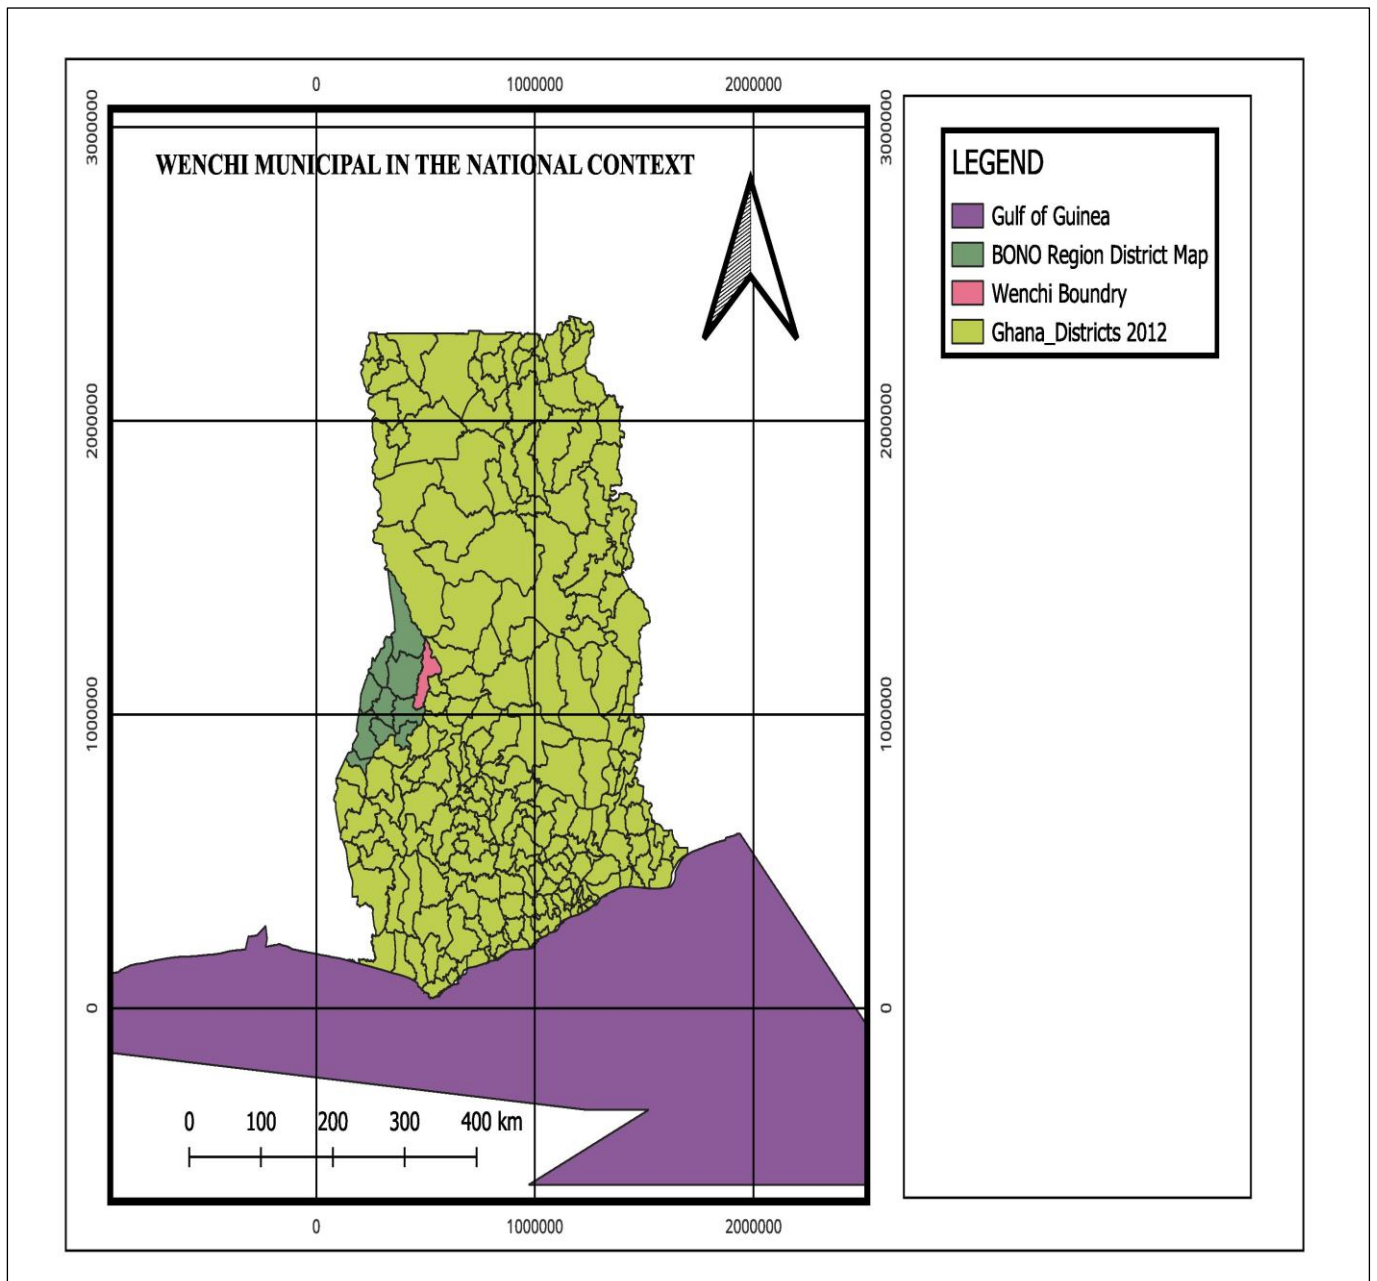 0 1000000 2000000
3000000 3000000
WENCHI MUNICIPAL IN THE NATIONAL CONTEXT
2000000 2000000
1000000 1000000
0 0
0 100 200 300 400 km
0 1000000 2000000
LEGEND
Gulf of Guinea
BONO Region District Map
Wenchi Boundry
Ghana_Districts 2012